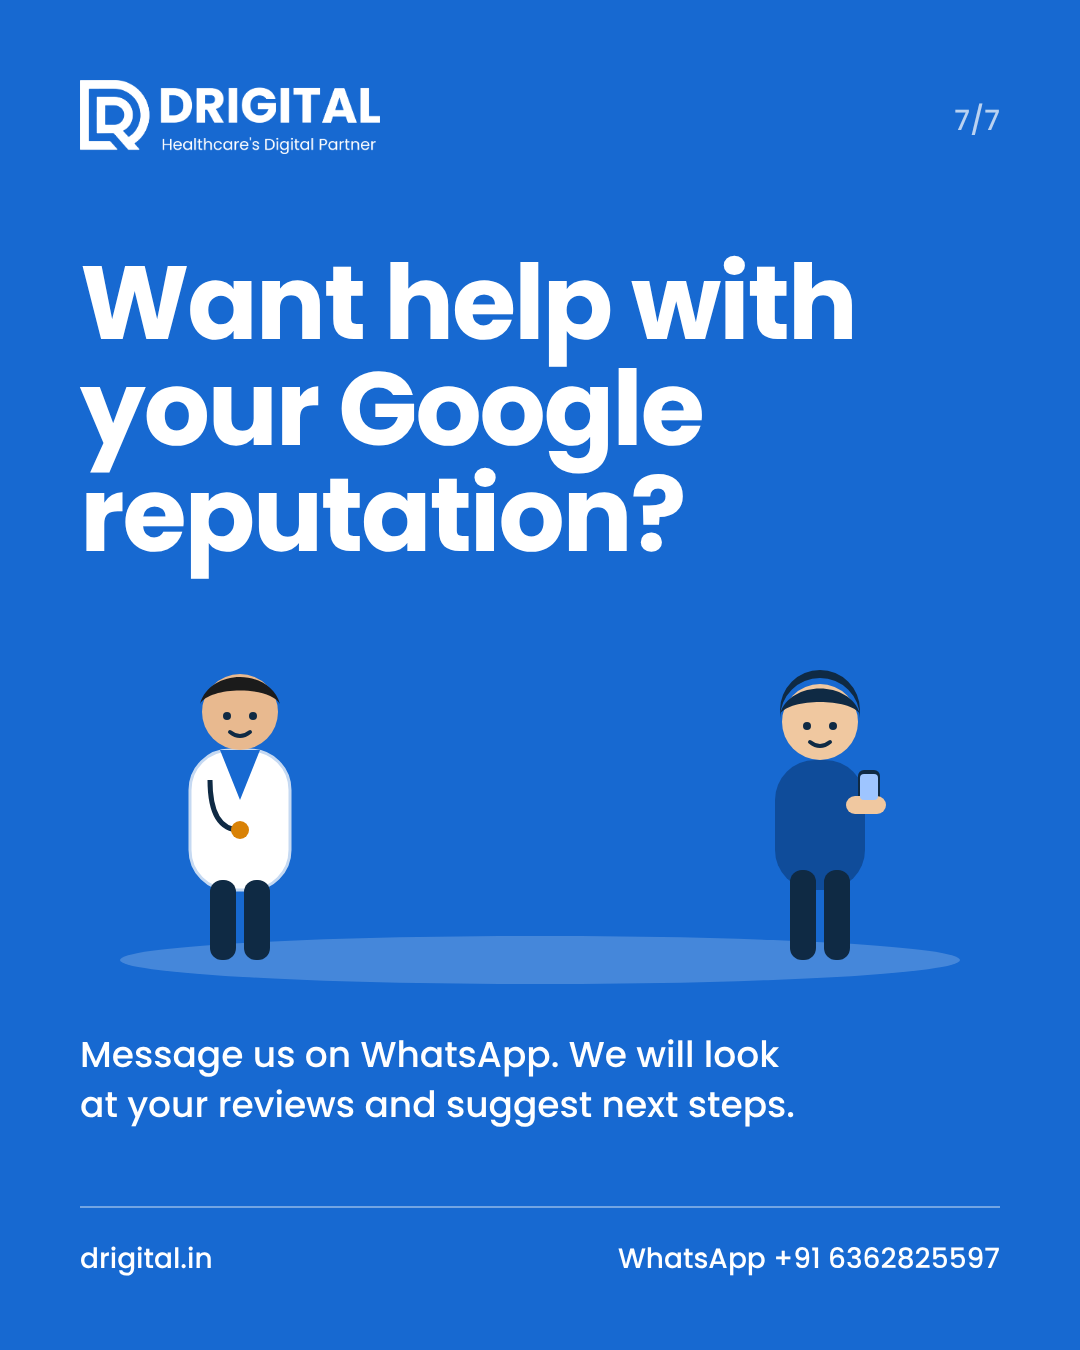 DRIGITAL
Healthcare's Digital Partner
7/7
Want help with
your Google
reputation?
Message us on WhatsApp. We will look
at your reviews and suggest next steps.
drigital.in
WhatsApp +91 6362825597